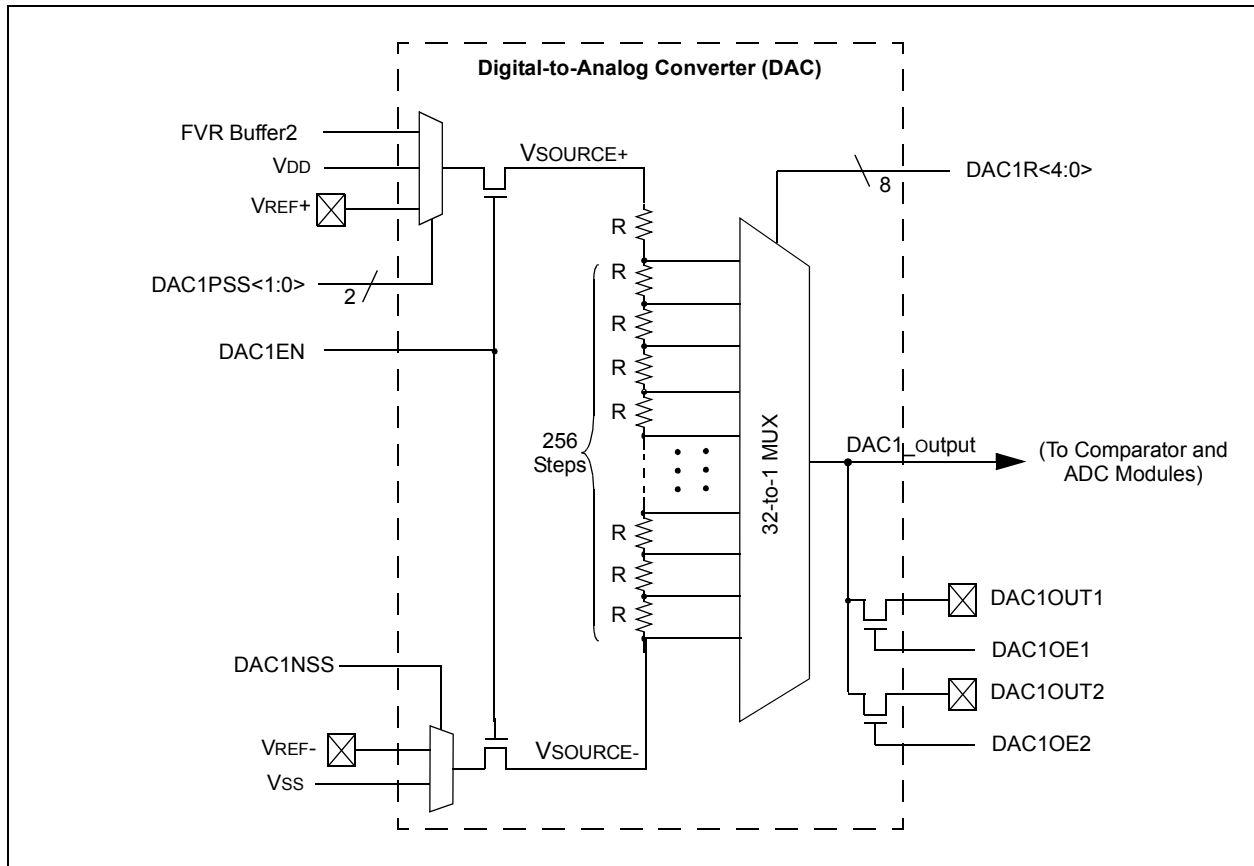 Digital-to-Analog Converter (DAC)
FVR Buffer2
VDD
VREF+
DAC1PSS<1:0>
2
DAC1EN
VSOURCE+
R
R
R
R
R
256
Steps
R
R
R
8
DAC1R<4:0>
32-to-1 MUX
DAC1_output
(To Comparator and
ADC Modules)
DAC1OUT1
DAC1OE1
DAC1OUT2
DAC1OE2
DAC1NSS
VREF-
VSS
VSOURCE-